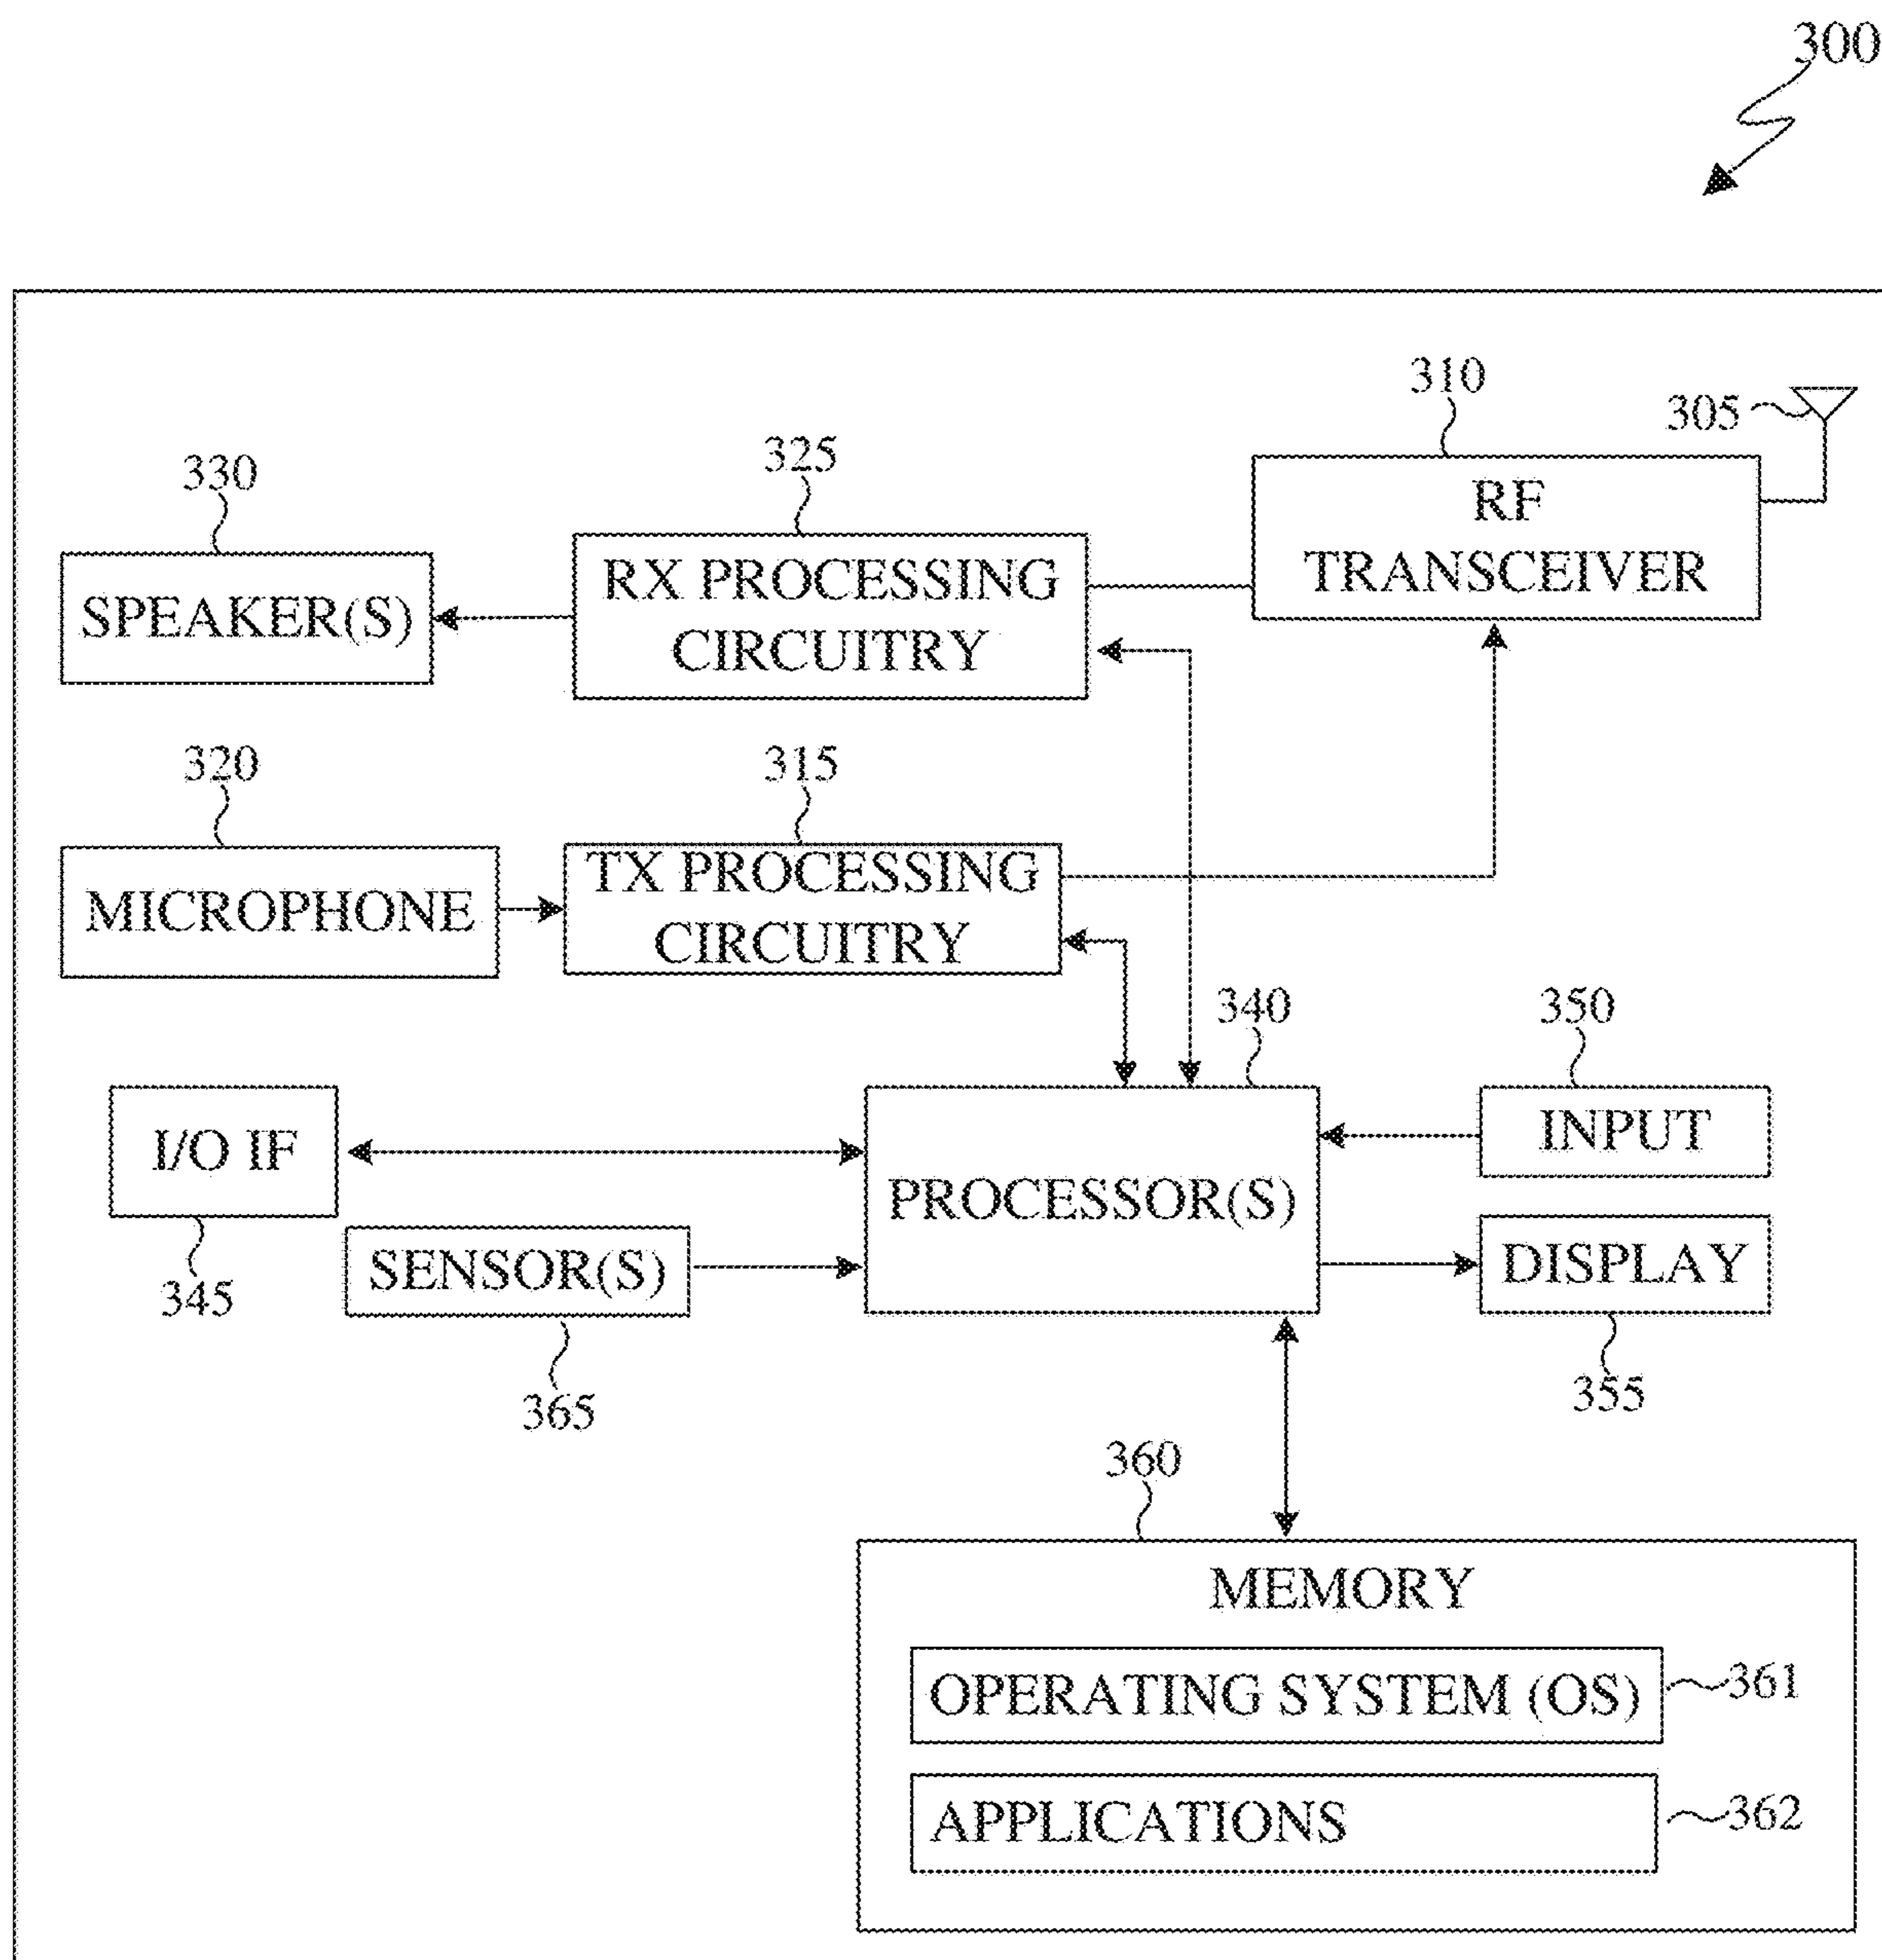 300
310
305
325
330
RF
TRANSCEIVER
RX PROCESSING
CIRCUITRY
SPEAKER(S)
320
315
MICROPHONE
TX PROCESSING
CIRCUITRY
340
350
I/O IF
PROCESSOR(S)
INPUT
SENSOR(S)
DISPLAY
345
365
355
360
MEMORY
OPERATING SYSTEM (OS)
361
APPLICATIONS
362